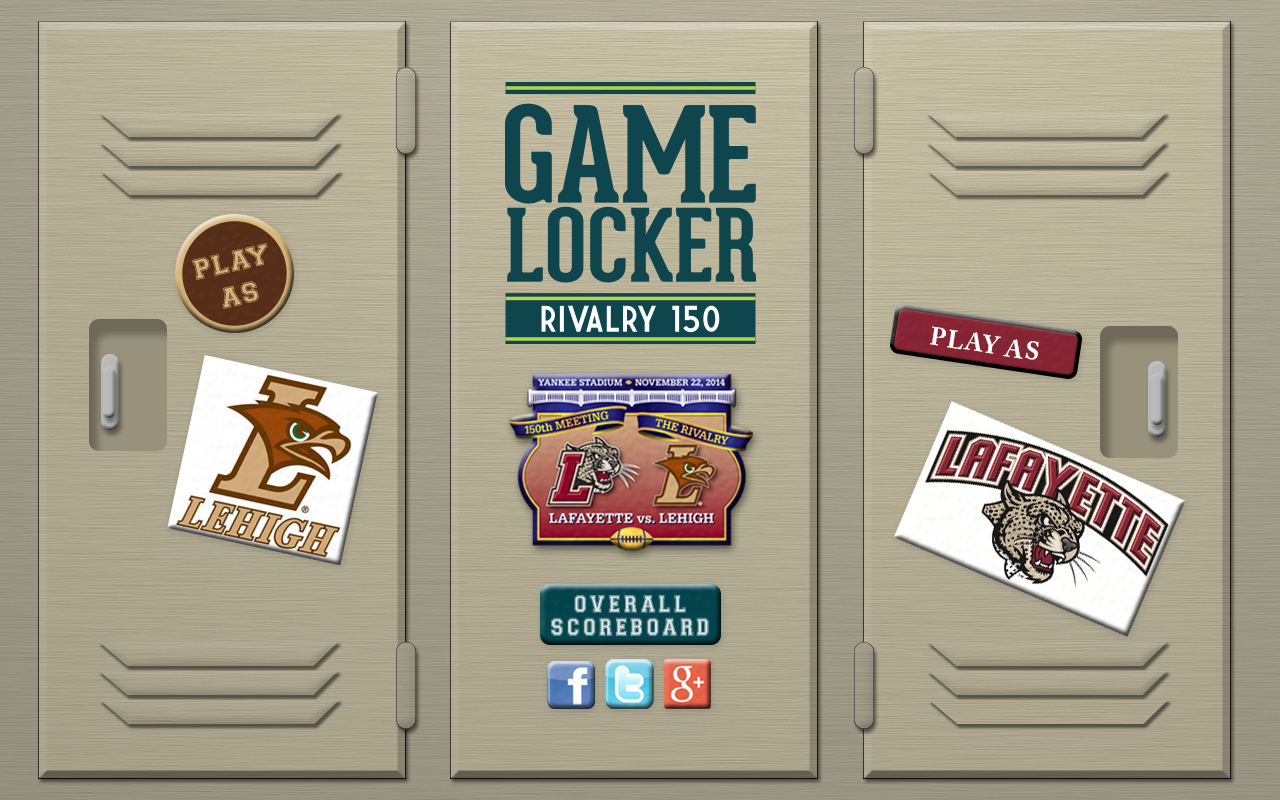 PLAY
AS
LEHIGH
®
GAME
LOCKER
RIVALRY 150
YANKEE STADIUM • NOVEMBER 22, 2014
150th MEETING
THE RIVALRY
L
LAFAYETTE vs. LEHIGH
OVERALL
SCOREBOARD
f
t
g+
PLAY AS
LAFAYETTE